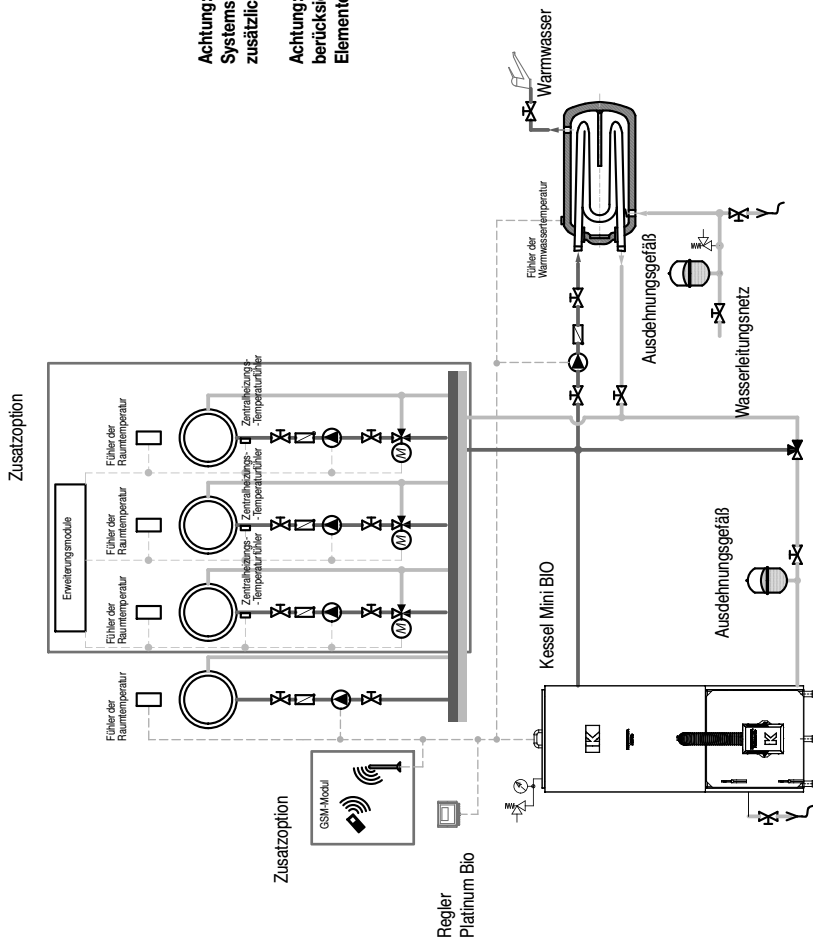 Achtung:
Systems
zusätzlic
Achtung:
Elemente
Zusatzoption
Erweiterungsmodule
Fühler der
Raumtemperatur
Fühler der
Raumtemperatur
Fühler der
Raumtemperatur
Fühler der
Raumtemperatur
Zentralheizungs-
-Temperaturfühler
Zentralheizungs-
-Temperaturfühler
Zentralheizungs-
-Temperaturfühler
M
M
M
Zusatzoption
GSM-Modul
Regler
Platinum Bio
Kessel Mini BIO
Ausdehnungsgefäß
Fühler der
Warmwassertemperatur
Warmwasser
Ausdehnungsgefäß
Wasserleitungsnetz